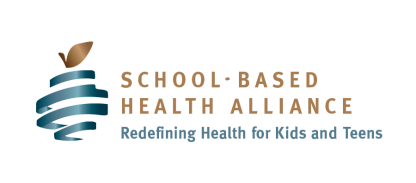 SCHOOL-BASED
HEALTH ALLIANCE
Redefining Health for Kids and Teens